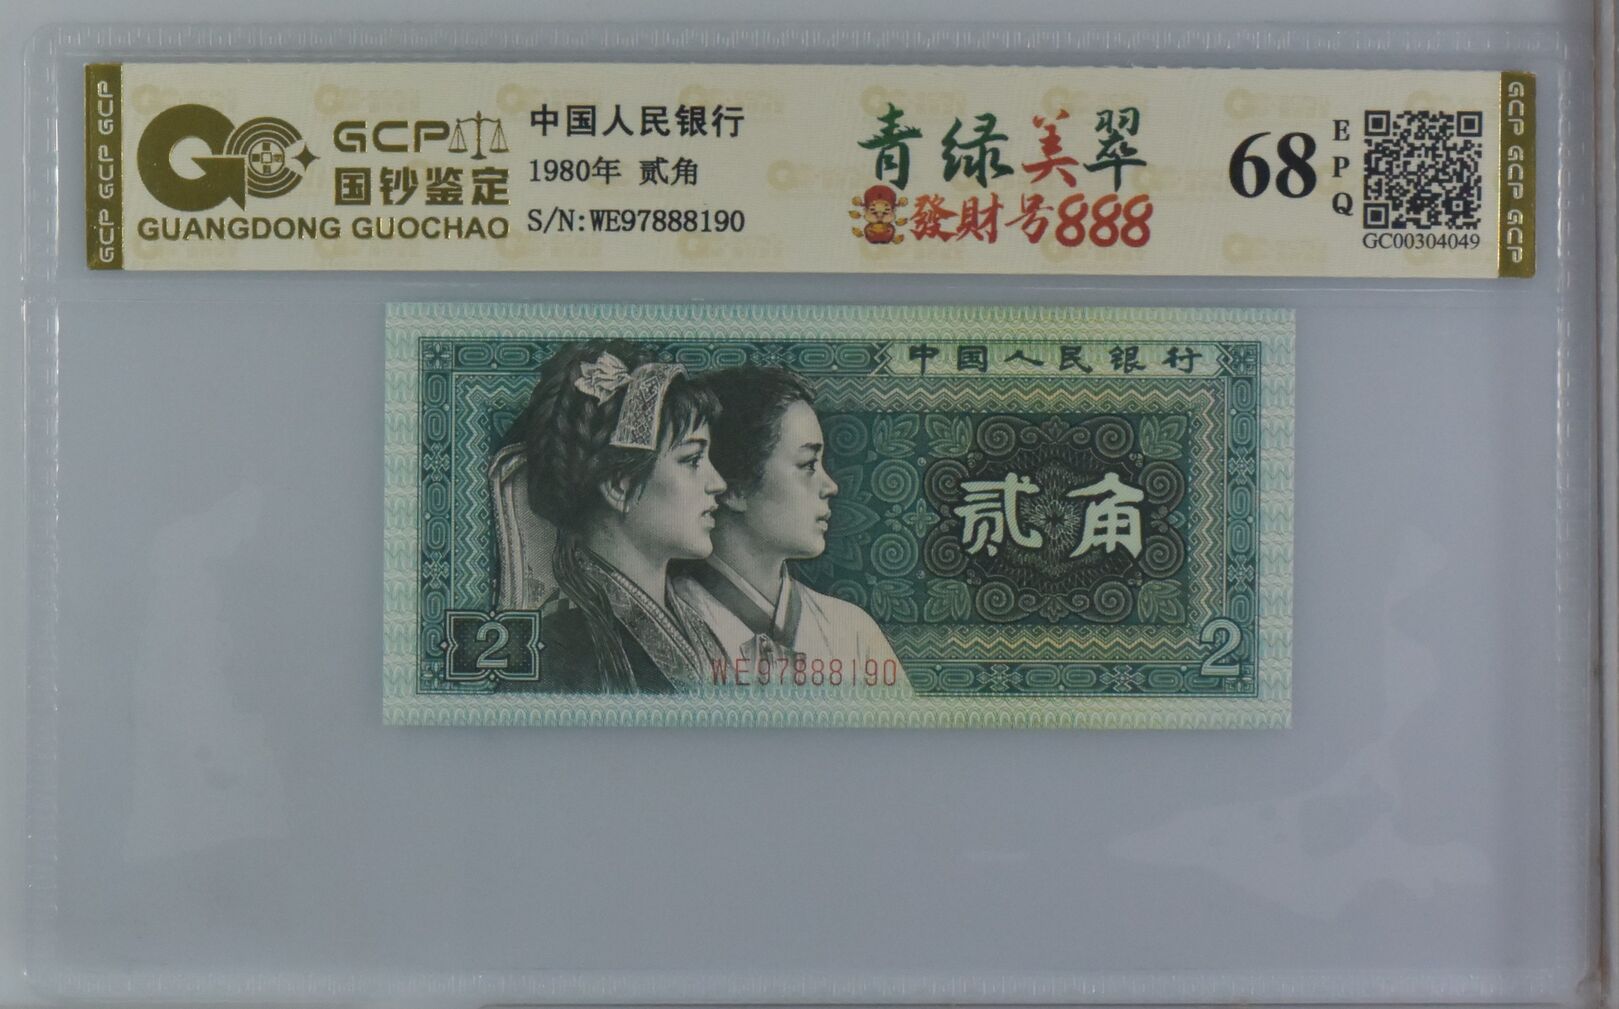 GCP
国钞鉴定
GUANGDONG GUOCHAO
中国人民银行
1980年 贰角
S/N:WE97888190
青绿美翠
發財号888
68
EPQ
GC00304049
GCP GCP GCP
GCP GCP GCP
中国人民银行
贰角
2
2
WE97888190